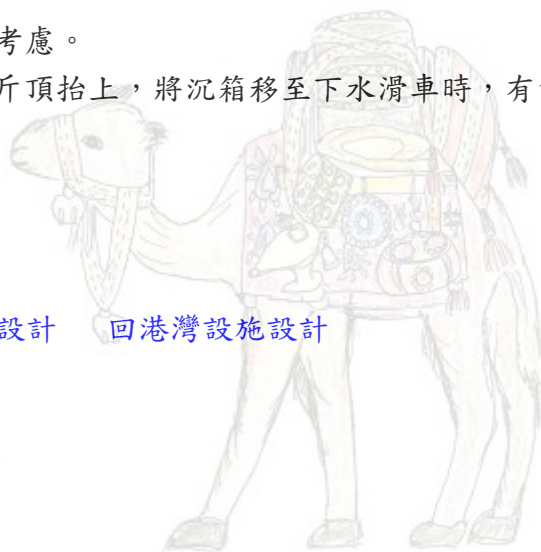 考慮。
斤頂抬上，將沉箱移至下水滑車時，有
設計 回港灣設施設計